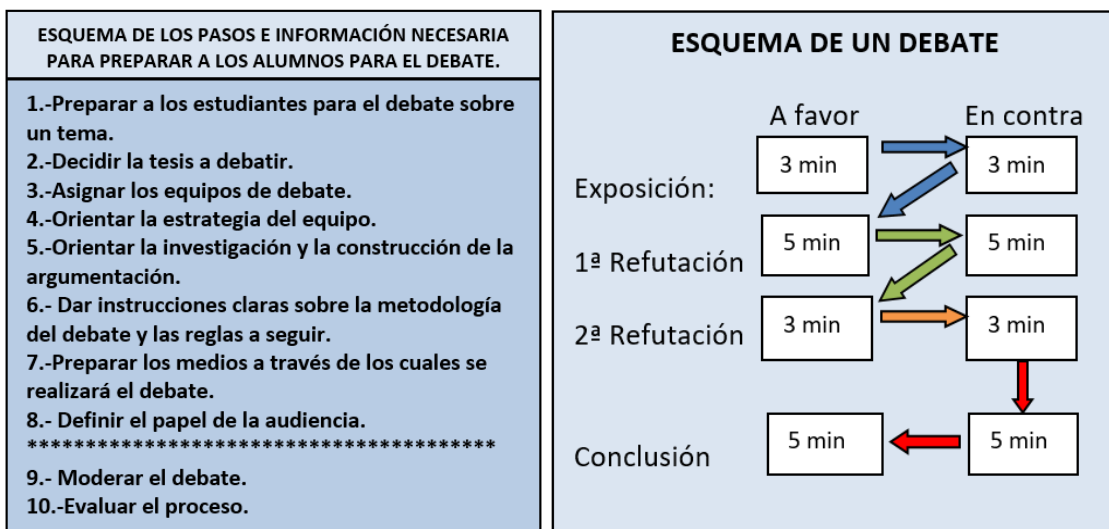 ESQUEMA DE LOS PASOS E INFORMACIÓN NECESARIA
PARA PREPARAR A LOS ALUMNOS PARA EL DEBATE.
1.-Preparar a los estudiantes para el debate sobre
un tema.
2.-Decidir la tesis a debatir.
3.-Asignar los equipos de debate.
4.-Orientar la estrategia del equipo.
5.-Orientar la investigación y la construcción de la
argumentación.
6.- Dar instrucciones claras sobre la metodología
del debate y las reglas a seguir.
7.-Preparar los medios a través de los cuales se
realizará el debate.
8.- Definir el papel de la audiencia.
****************************************
9.- Moderar el debate.
10.-Evaluar el proceso.
ESQUEMA DE UN DEBATE
A favor En contra
3 min 3 min
Exposición:
5 min 5 min
1ª Refutación
3 min 3 min
2ª Refutación
5 min 5 min
Conclusión